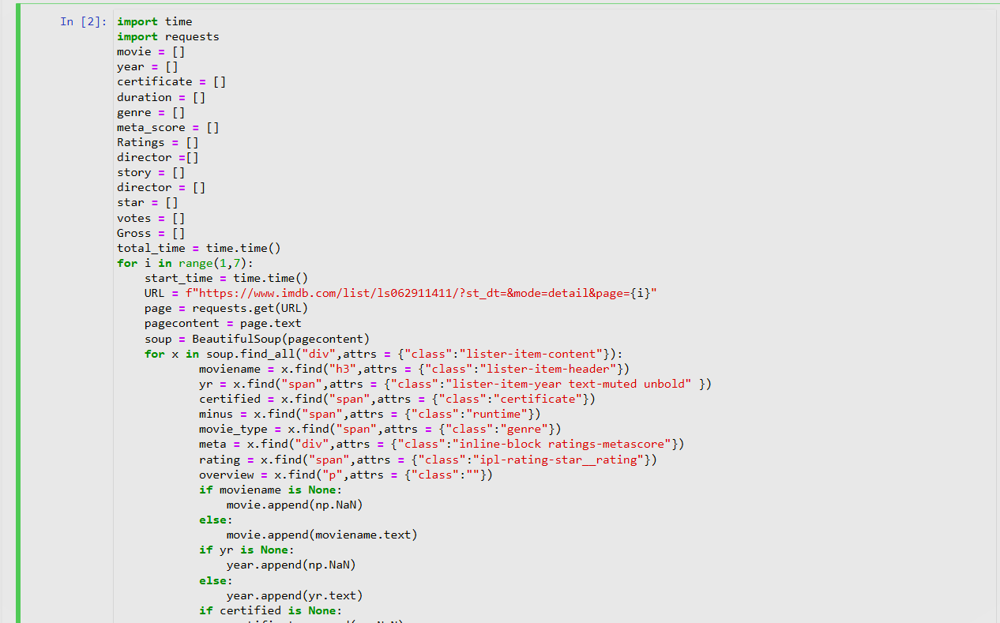 In [2]: import time
import requests
movie = []
year = []
certificate = []
duration = []
genre = []
meta_score = []
Ratings = []
director =[]
story = []
director = []
star = []
votes = []
Gross = []
total_time = time.time()
for i in range(1,7):
    start_time = time.time()
    URL = f"https://www.imdb.com/list/ls062911411/?st_dt=&mode=detail&page={i}"
    page = requests.get(URL)
    pagecontent = page.text
    soup = BeautifulSoup(pagecontent)
    for x in soup.find_all("div",attrs = {"class":"lister-item-content"}):
            moviename = x.find("h3",attrs = {"class":"lister-item-header"})
            yr = x.find("span",attrs = {"class":"lister-item-year text-muted unbold" })
            certified = x.find("span",attrs = {"class":"certificate"})
            minus = x.find("span",attrs = {"class":"runtime"})
            movie_type = x.find("span",attrs = {"class":"genre"})
            meta = x.find("div",attrs = {"class":"inline-block ratings-metascore"})
            rating = x.find("span",attrs = {"class":"ipl-rating-star__rating"})
            overview = x.find("p",attrs = {"class":""})
            if moviename is None:
                movie.append(np.NaN)
            else:
                movie.append(moviename.text)
            if yr is None:
                year.append(np.NaN)
            else:
                year.append(yr.text)
            if certified is None: